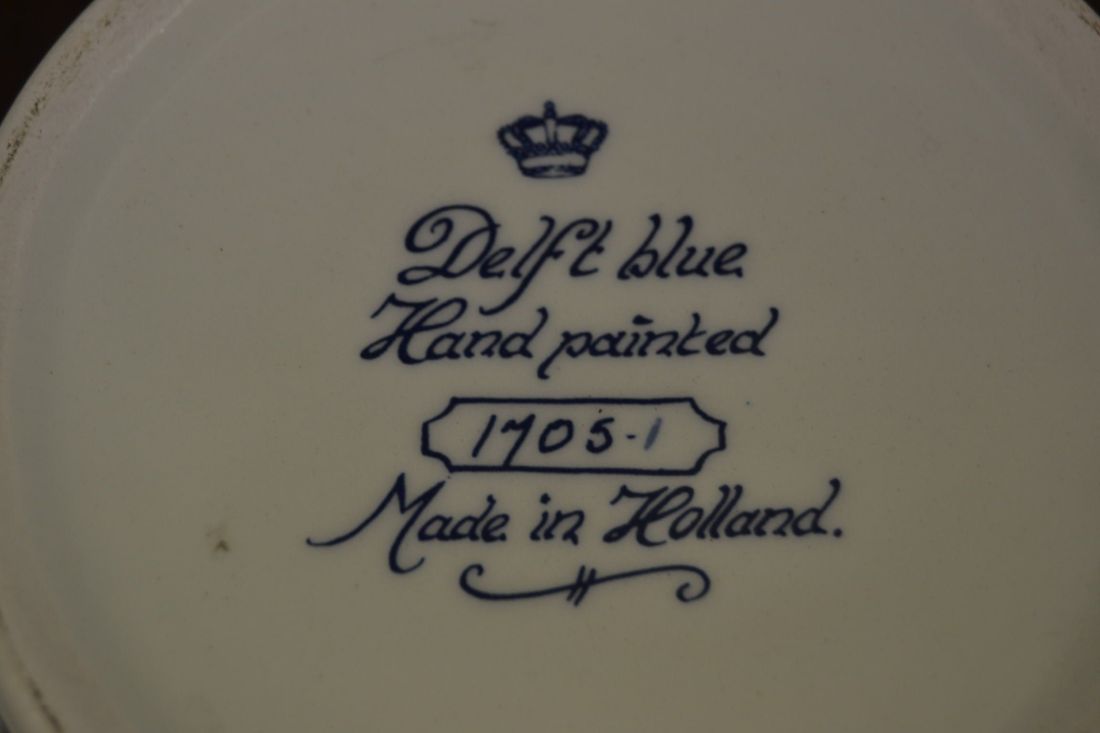 Delft blue
Hand painted
1705-1
Made in Holland.